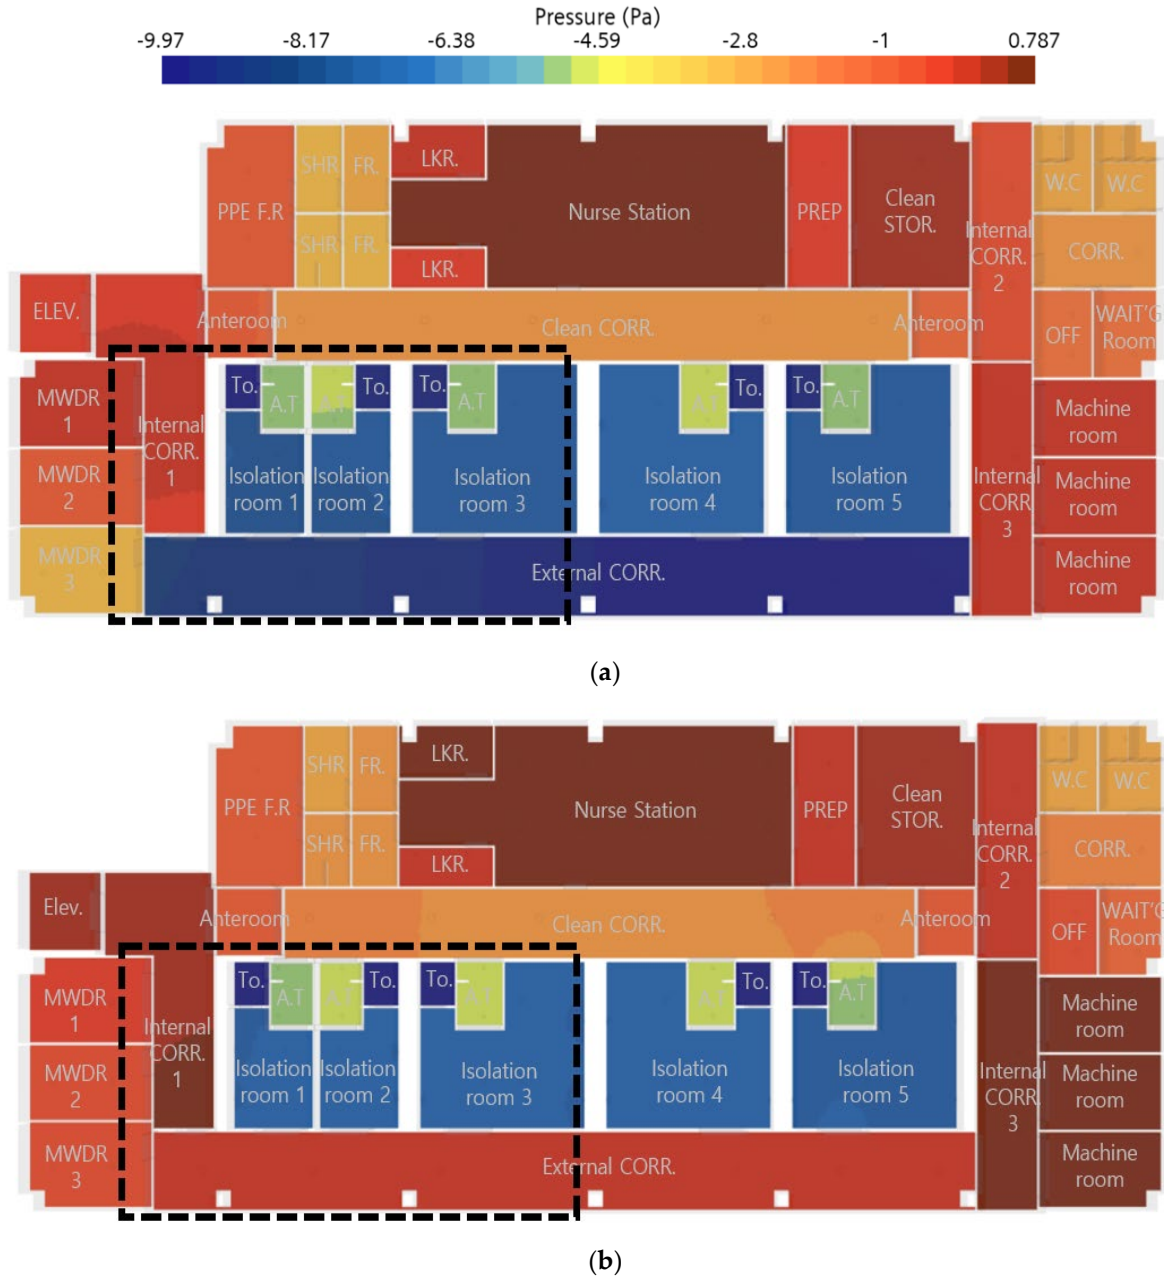 Pressure (Pa)
-9.97 -8.17 -6.38 -4.59 -2.8 -1 0.787
SHR FR. LKR.
W.C W.C
PPE F.R Nurse Station PREP Clean
STOR.
Internal
CORR.
2
SHR FR. LKR. CORR.
ELEV. Anteroom Clean CORR. Anteroom OFF WAIT'G
Room
To. A.T A.T To. To. A.T A.T To. To. A.T
MWDR
1
Internal
CORR.
1
Machine
room
MWDR
2
Isolation
room 1
Isolation
room 2
Isolation
room 3
Isolation
room 4
Isolation
room 5
Internal
CORR
3
Machine
room
MWDR
3
External CORR.
Machine
room
(a)
SHR FR. LKR.
W.C W.C
PPE F.R Nurse Station PREP Clean
STOR.
Internal
CORR.
2
SHR FR. LKR. CORR.
Elev. Anteroom Clean CORR. Anteroom OFF WAIT'G
Room
To. A.T A.T To. To. A.T A.T To. To. A.T
MWDR
1
Internal
CORR.
1
Machine
room
MWDR
2
Isolation
room 1
Isolation
room 2
Isolation
room 3
Isolation
room 4
Isolation
room 5
Internal
CORR.
3
Machine
room
MWDR
3
External CORR.
Machine
room
(b)